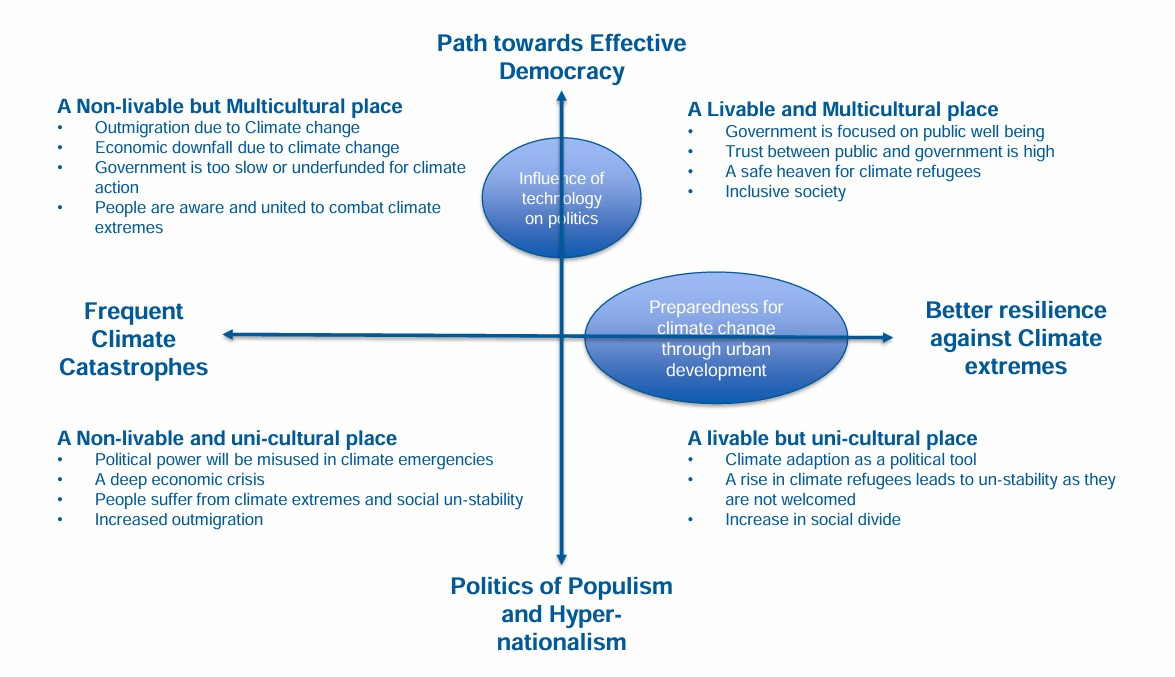 Path towards Effective
Democracy
A Non-livable but Multicultural place
• Outmigration due to Climate change
• Economic downfall due to climate change
• Government is too slow or underfunded for climate
action
• People are aware and united to combat climate
extremes
A Livable and Multicultural place
• Government is focused on public well being
• Trust between public and government is high
• A safe heaven for climate refugees
• Inclusive society
Influence of
technology
on politics
Frequent
Climate
Catastrophes
Preparedness for
climate change
through urban
development
Better resilience
against Climate
extremes
A Non-livable and uni-cultural place
• Political power will be misused in climate emergencies
• A deep economic crisis
• People suffer from climate extremes and social un-stability
• Increased outmigration
A livable but uni-cultural place
• Climate adaption as a political tool
• A rise in climate refugees leads to un-stability as they
are not welcomed
• Increase in social divide
Politics of Populism
and Hyper-
nationalism